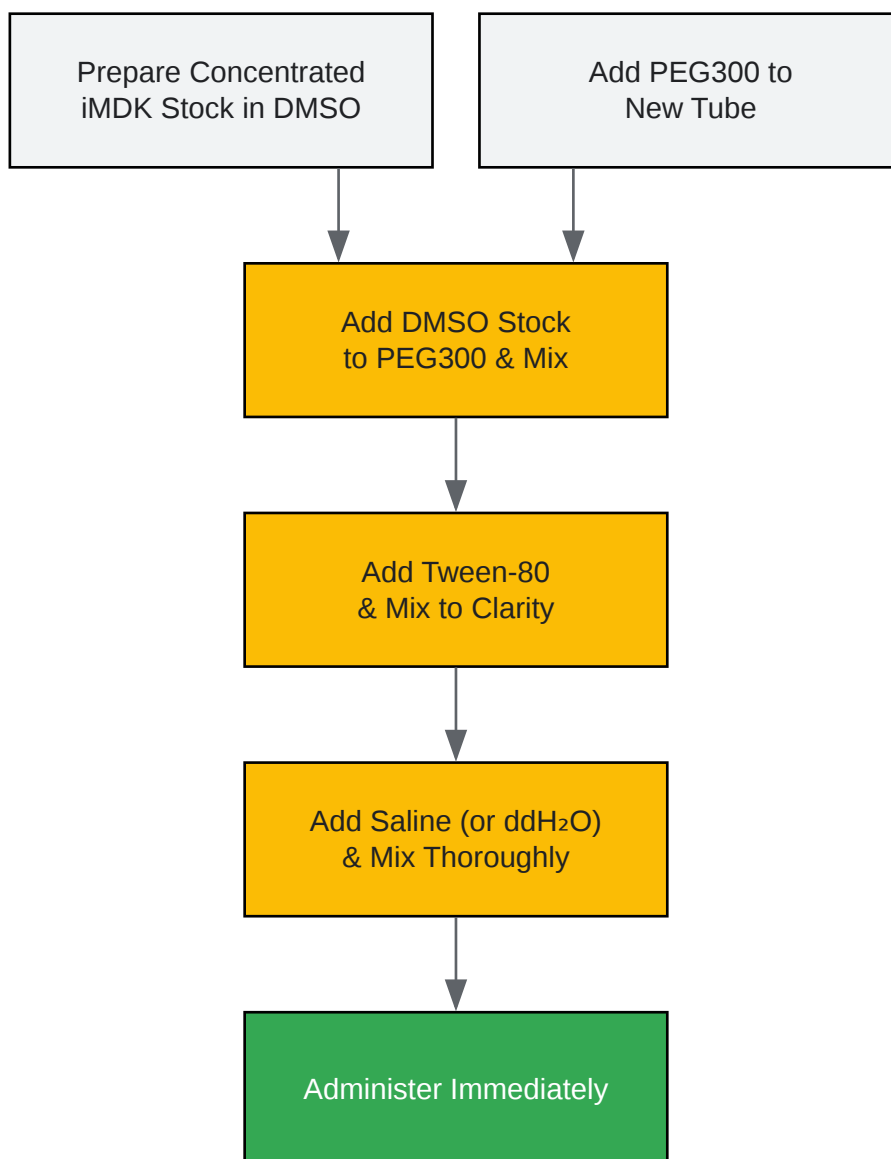 Prepare Concentrated
iMDK Stock in DMSO
Add PEG300 to
New Tube
Add DMSO Stock
to PEG300 & Mix
Add Tween-80
& Mix to Clarity
Add Saline (or ddH₂O)
& Mix Thoroughly
Administer Immediately